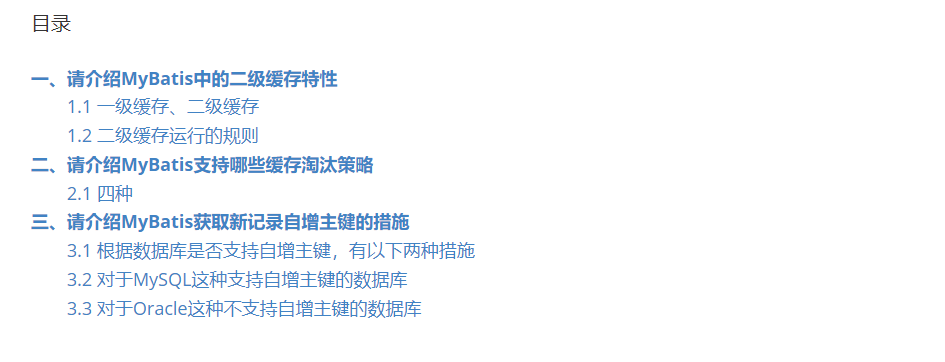 目录
一、请介绍MyBatis中的二级缓存特性
1.1 一级缓存、二级缓存
1.2 二级缓存运行的规则
二、请介绍MyBatis支持哪些缓存淘汰策略
2.1 四种
三、请介绍MyBatis获取新记录自增主键的措施
3.1 根据数据库是否支持自增主键，有以下两种措施
3.2 对于MySQL这种支持自增主键的数据库
3.3 对于Oracle这种不支持自增主键的数据库